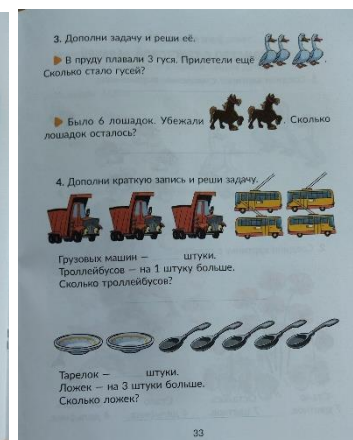 3. Дополни задачу и реши её.
В пруду плавали 3 гуся. Прилетели ещё .
Сколько стало гусей?
Было 6 лошадок. Убежали . Сколько
лошадок осталось?
4. Дополни краткую запись и реши задачу.
Грузовых машин – штуки.
Троллейбусов – на 1 штуку больше.
Сколько троллейбусов?
Тарелок – штуки.
Ложек – на 3 штуки больше.
Сколько ложек?
33